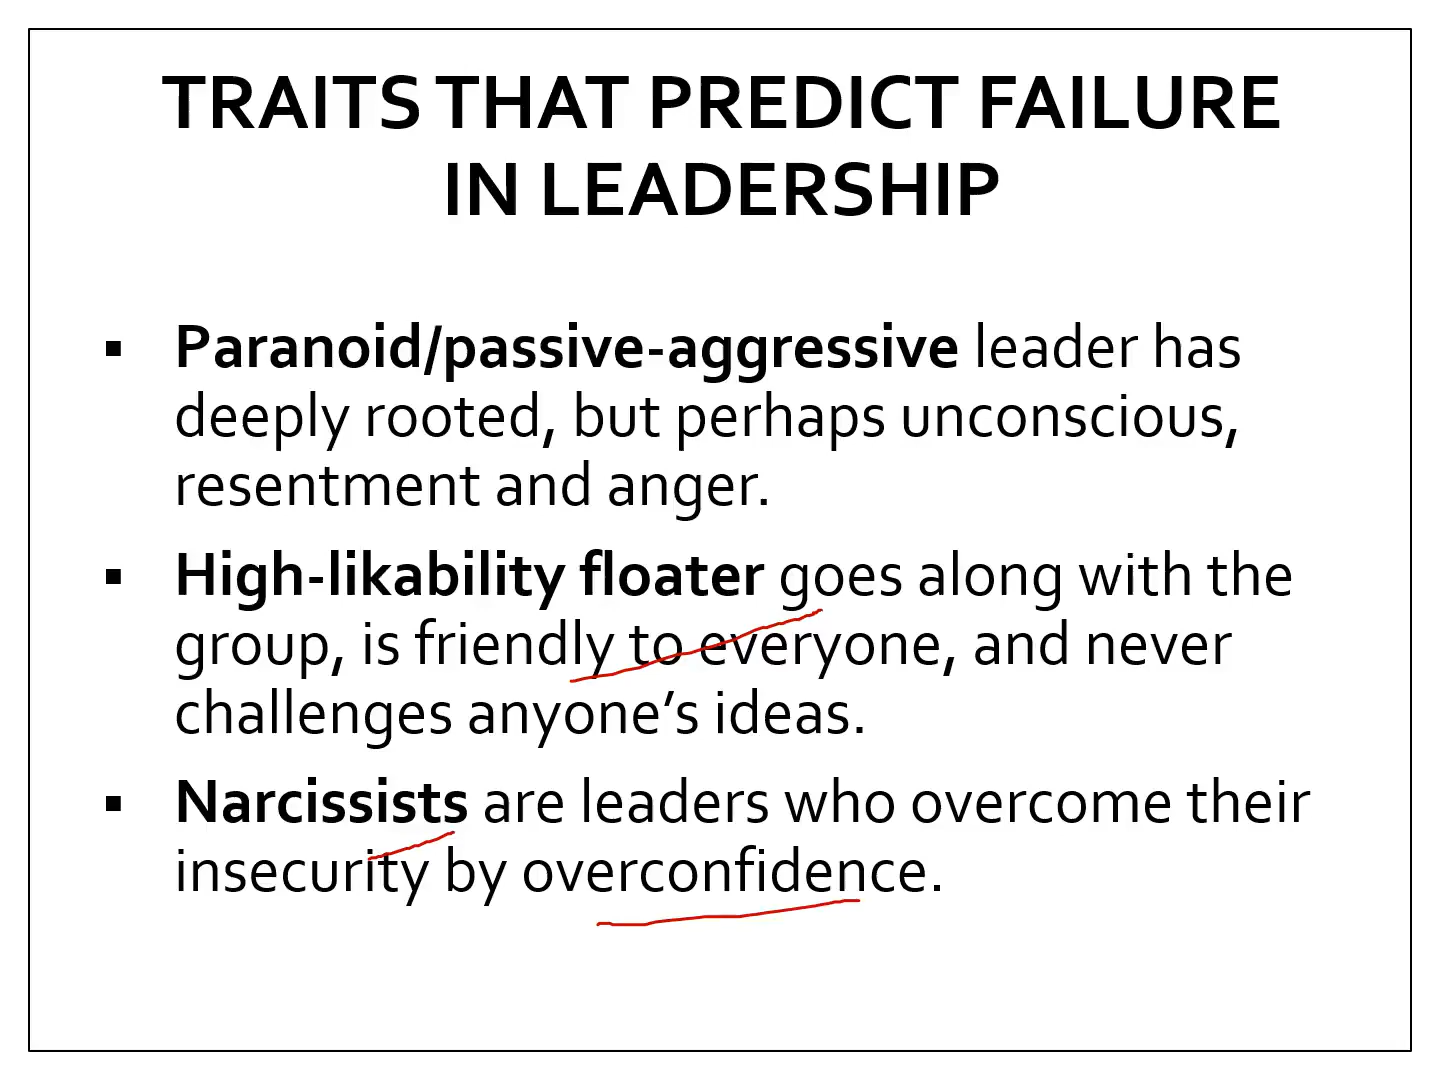 TRAITS THAT PREDICT FAILURE
IN LEADERSHIP
▪ Paranoid/passive-aggressive leader has
deeply rooted, but perhaps unconscious,
resentment and anger.
▪ High-likability floater goes along with the
group, is friendly to everyone, and never
challenges anyone’s ideas.
▪ Narcissists are leaders who overcome their
insecurity by overconfidence.